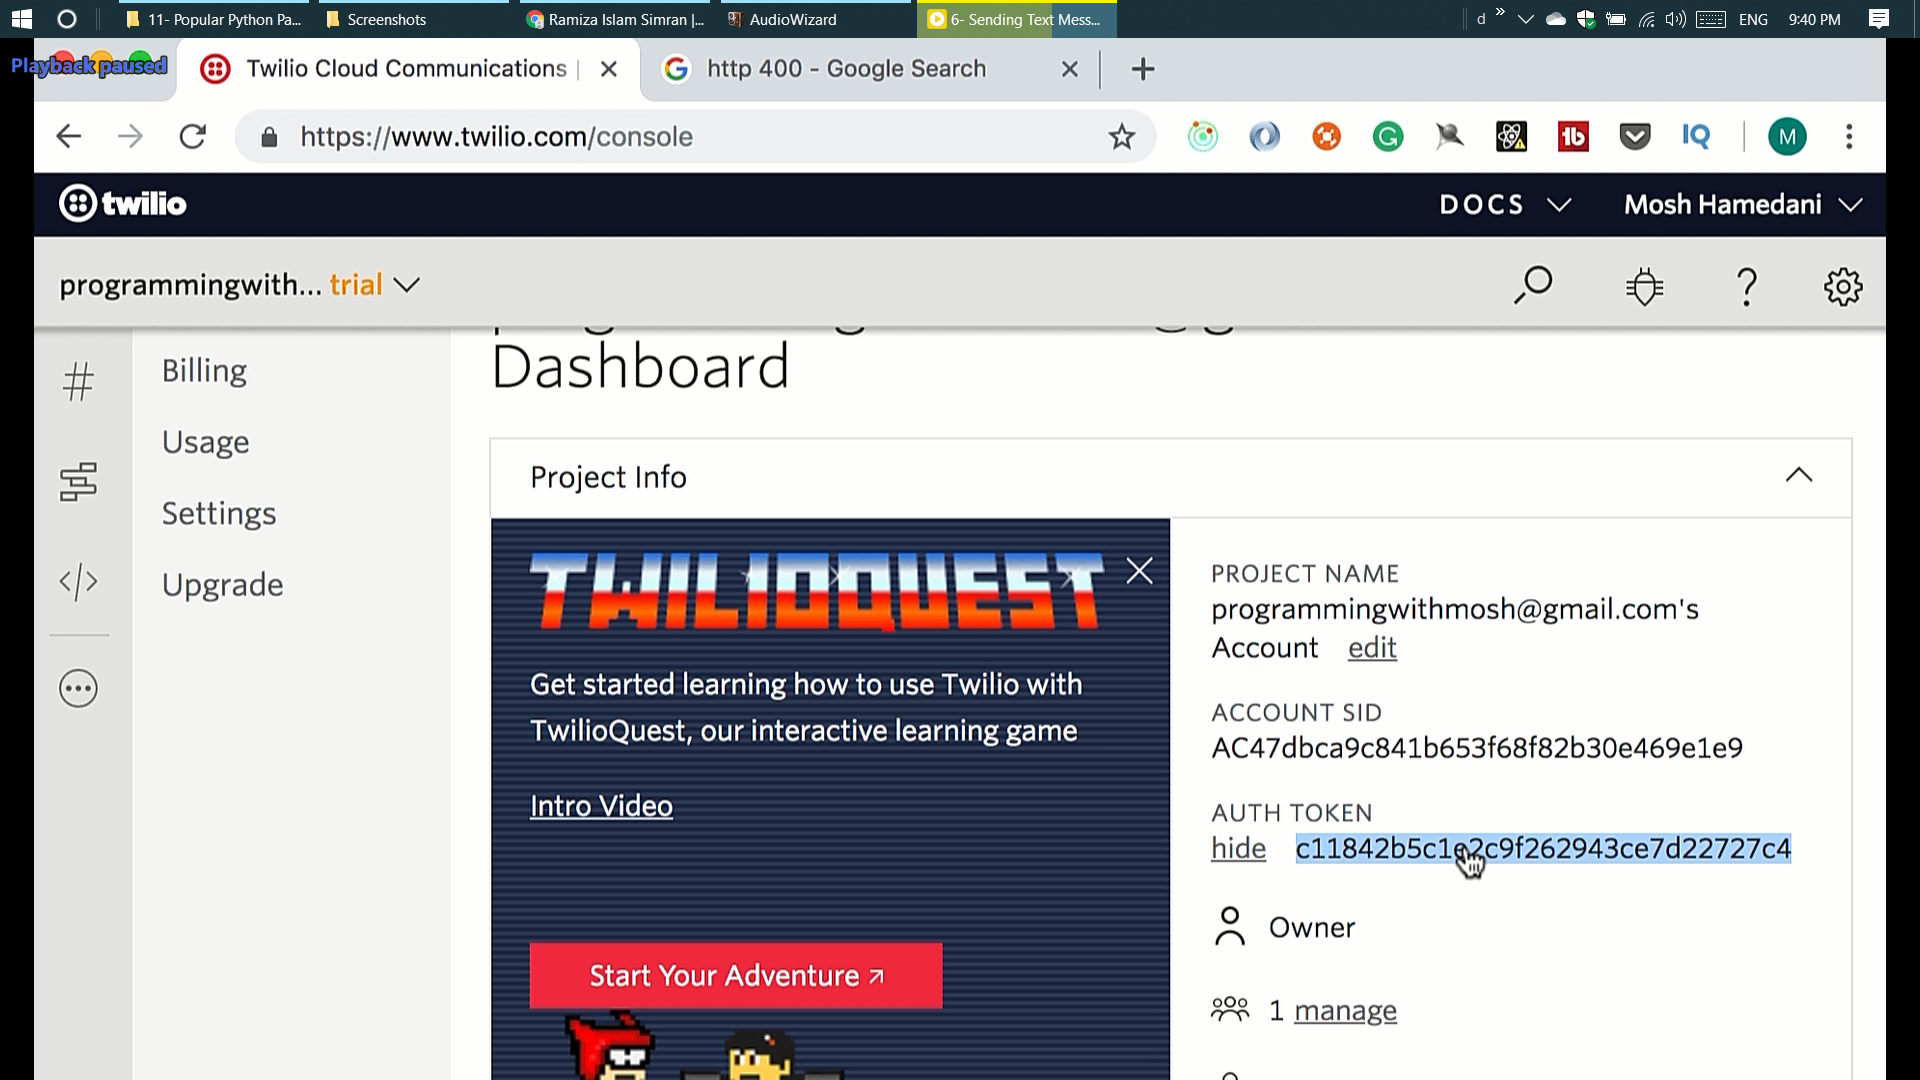 11- Popular Python Pa...
Screenshots
Ramiza Islam Simran |...
AudioWizard
6- Sending Text Mess...
d
ENG
9:40 PM
Playback paused
Twilio Cloud Communications |
http 400 - Google Search
https://www.twilio.com/console
G
tb
IQ
M
twilio
DOCS
Mosh Hamedani
programmingwith... trial
Billing
Usage
Settings
Upgrade
Dashboard
Project Info
TWILIOQUEST
Get started learning how to use Twilio with
TwilioQuest, our interactive learning game
Intro Video
Start Your Adventure
PROJECT NAME
programmingwithmosh@gmail.com's
Account edit
ACCOUNT SID
AC47dbca9c841b653f68f82b30e469e1e9
AUTH TOKEN
hide c11842b5c1e2c9f262943ce7d22727c4
Owner
1 manage